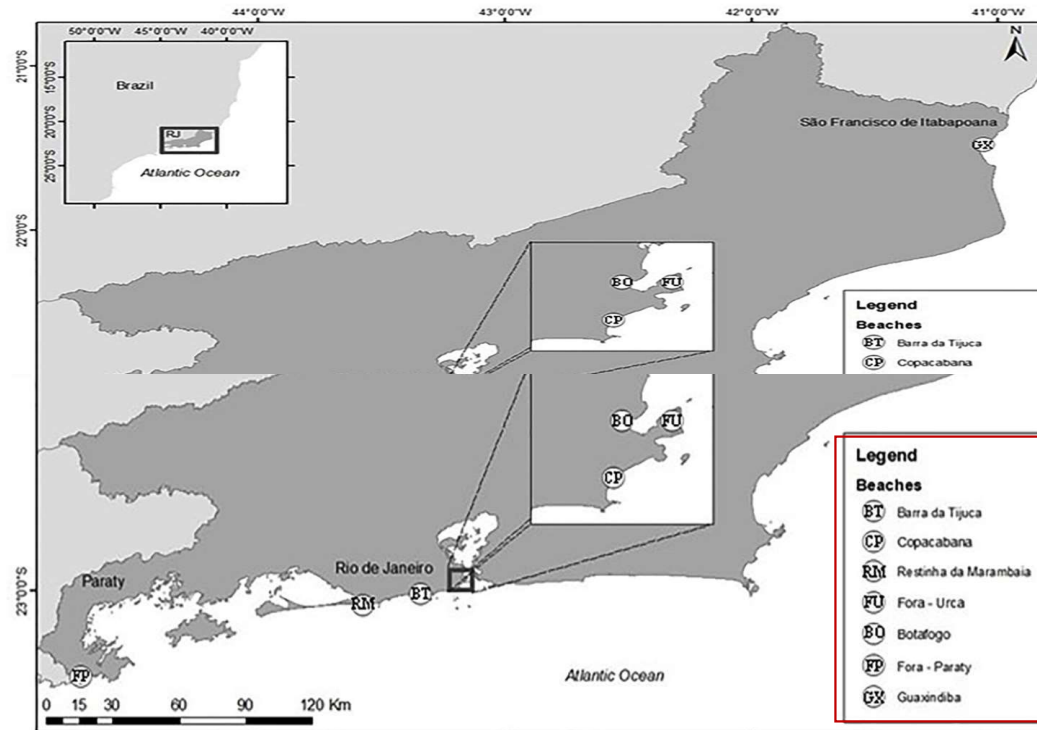 44°0'0"W 43°0'0"W 42°0'0"W 41°0'0"W
50°0'0"W 45°0'0"W 40°0'0"W
N
21°0'0"S
15°0'0"S
Brazil
20°0'0"S
RJ
São Francisco de Itabapoana
GX
25°0'0"S
Atlantic Ocean
22°0'0"S
BO FU
CP
Legend
Beaches
BT Barra da Tijuca
CP Copacabana
BO FU
CP
Legend
Beaches
BT Barra da Tijuca
CP Copacabana
RM Restinha da Marambaia
FU Fora - Urca
BO Botafogo
FP Fora - Paraty
GX Guaxindiba
Rio de Janeiro
Paraty
23°0'0"S
RM BT
FP
Atlantic Ocean
0 15 30 60 90 120 Km